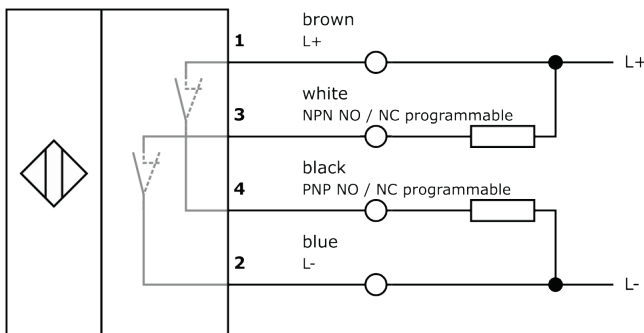 brown
1
L+
L+
white
3
NPN NO / NC programmable
black
4
PNP NO / NC programmable
blue
2
L-
L-